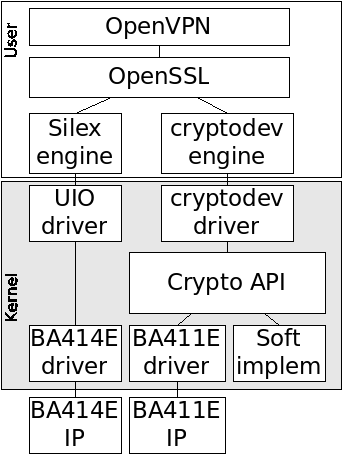 User
OpenVPN
OpenSSL
Silex
engine
cryptodev
engine
Kernel
UIO
driver
cryptodev
driver
Crypto API
BA414E
driver
BA411E
driver
Soft
implem
BA414E
IP
BA411E
IP